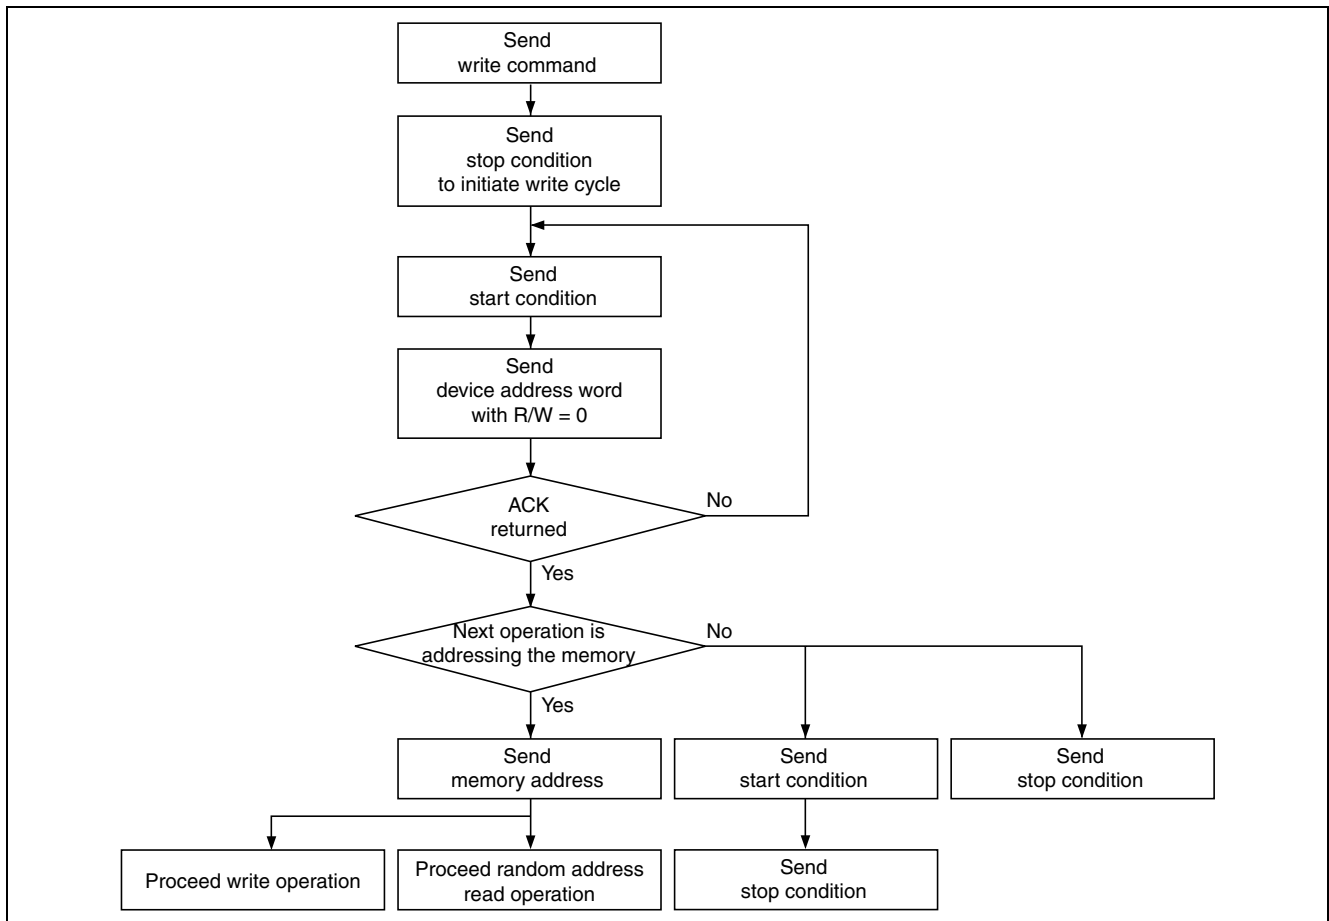 Send
write command
Send
stop condition
to initiate write cycle
Send
start condition
Send
device address word
with R/W = 0
ACK
returned
No
Yes
Next operation is
addressing the memory
No
Yes
Send
memory address
Send
start condition
Send
stop condition
Proceed write operation
Proceed random address
read operation
Send
stop condition